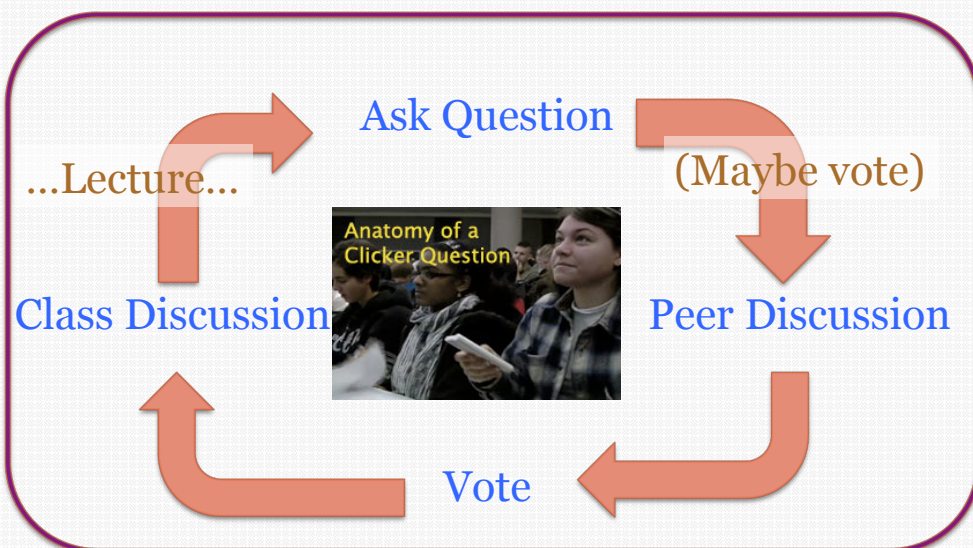 Ask Question
(Maybe vote)
...Lecture...
Anatomy of a
Clicker Question
Class Discussion
Peer Discussion
Vote